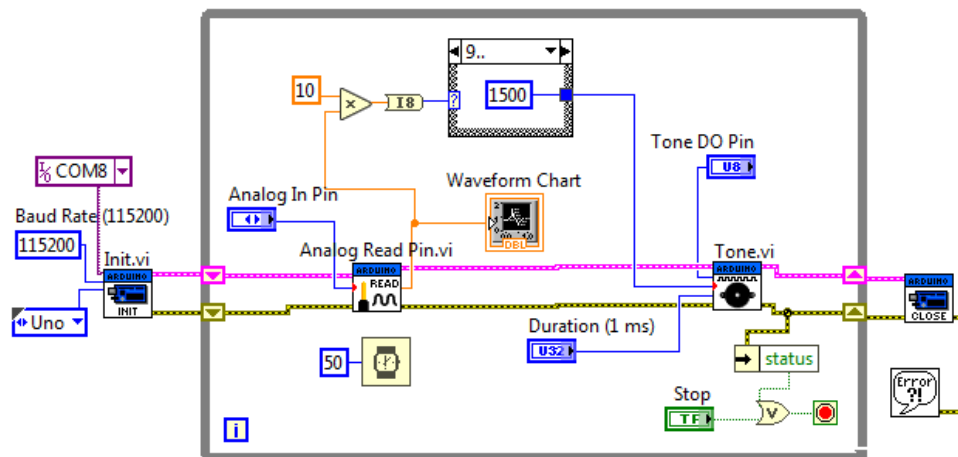 9..
10
x
I8
?
1500
Tone DO Pin
U8
I/O COM8
Analog In Pin
Waveform Chart
DBL
Baud Rate (115200)
115200
Init.vi
ARDUINO
INIT
Uno
Analog Read Pin.vi
ARDUINO
READ
Tone.vi
ARDUINO
ARDUINO
CLOSE
Duration (1 ms)
U32
50
status
Stop
TF
V
Error
?!
i